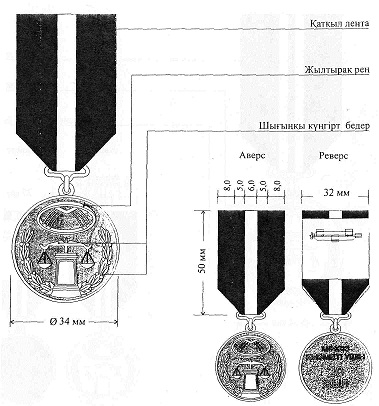 Қатқыл лента
Жылтырақ рең
Шығыңқы күңгірт бедер
Аверс
Реверс
8,0
5,0
6,0
5,0
8,0
32 мм
50 мм
Ø 34 мм